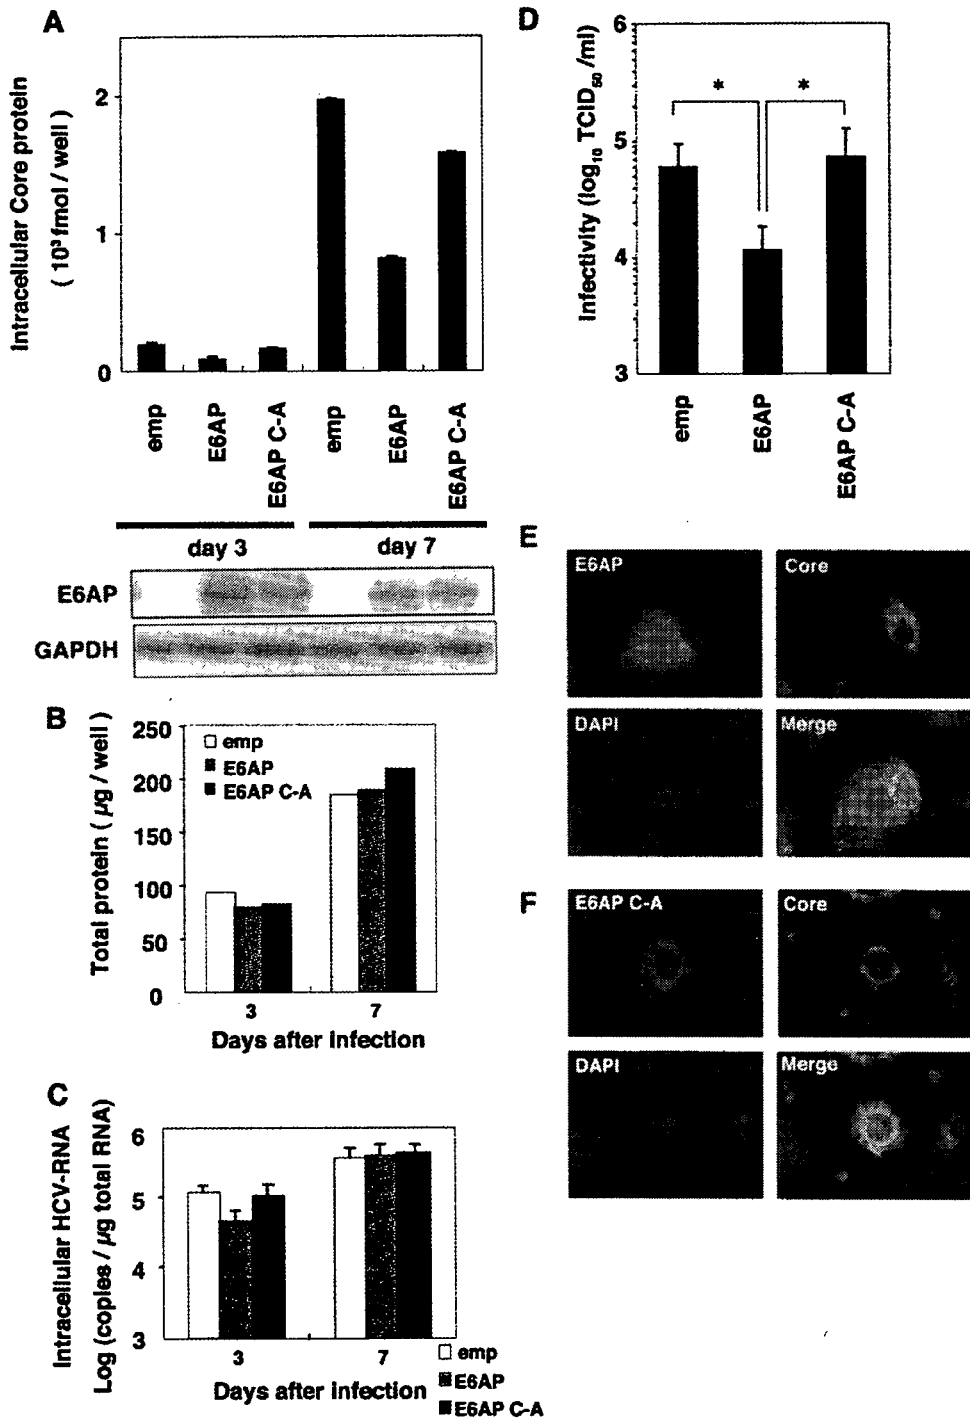 A
Intracellular Core protein
( 10³ fmol / well )
2
1
0
emp
E6AP
E6AP C-A
emp
E6AP
E6AP C-A
day 3
day 7
E6AP
GAPDH
B
Total protein ( µg / well )
250
200
150
100
50
0
emp
E6AP
E6AP C-A
3
7
Days after infection
C
Intracellular HCV-RNA
Log (copies / µg total RNA)
6
5
4
3
3
7
Days after infection
emp
E6AP
E6AP C-A
D
Infectivity (log₁₀ TCID₅₀ /ml)
6
5
4
3
*
*
emp
E6AP
E6AP C-A
E
E6AP
Core
DAPI
Merge
F
E6AP C-A
Core
DAPI
Merge